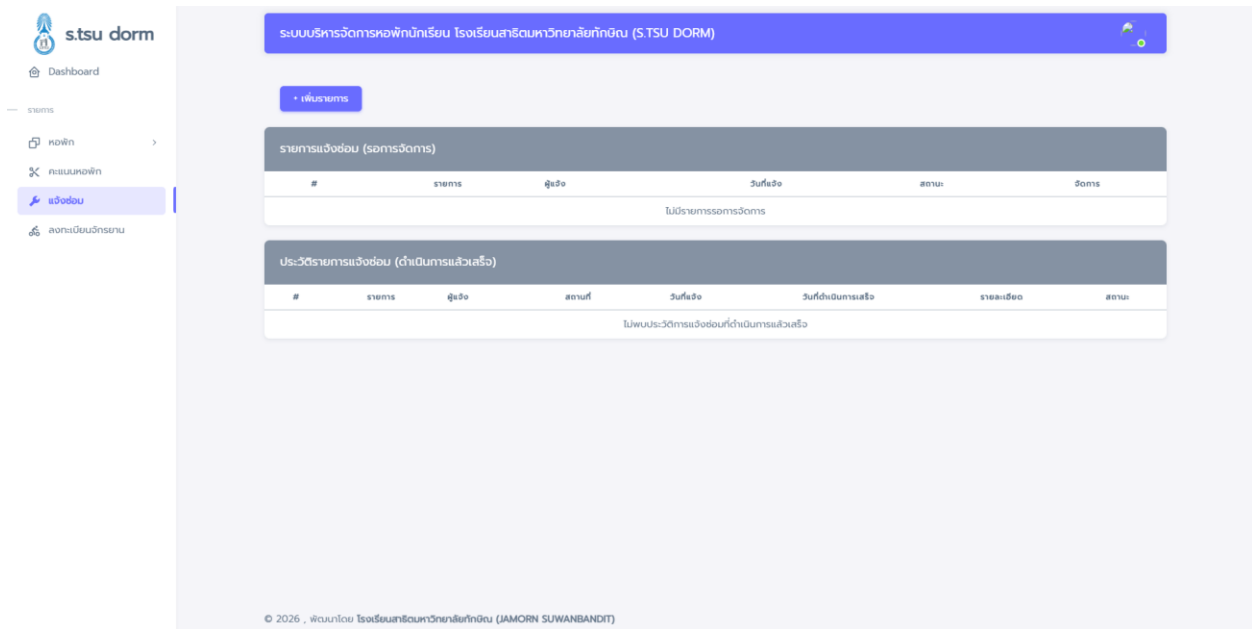 s.tsu dorm
Dashboard
รายการ
หอพัก
คะแนนหอพัก
แจ้งซ่อม
ลงทะเบียนจักรยาน
ระบบบริหารจัดการหอพักนักเรียน โรงเรียนสาธิตมหาวิทยาลัยทักษิณ (S.TSU DORM)
+ เพิ่มรายการ
รายการแจ้งซ่อม (รอการจัดการ)
# รายการ ผู้แจ้ง วันที่แจ้ง สถานะ จัดการ
ไม่มีรายการรอการจัดการ
ประวัติรายการแจ้งซ่อม (ดำเนินการแล้วเสร็จ)
# รายการ ผู้แจ้ง สถานที่ วันที่แจ้ง วันที่ดำเนินการเสร็จ รายละเอียด สถานะ
ไม่พบประวัติการแจ้งซ่อมที่ดำเนินการแล้วเสร็จ
© 2026 , พัฒนาโดย โรงเรียนสาธิตมหาวิทยาลัยทักษิณ (JAMORN SUWANBANDIT)